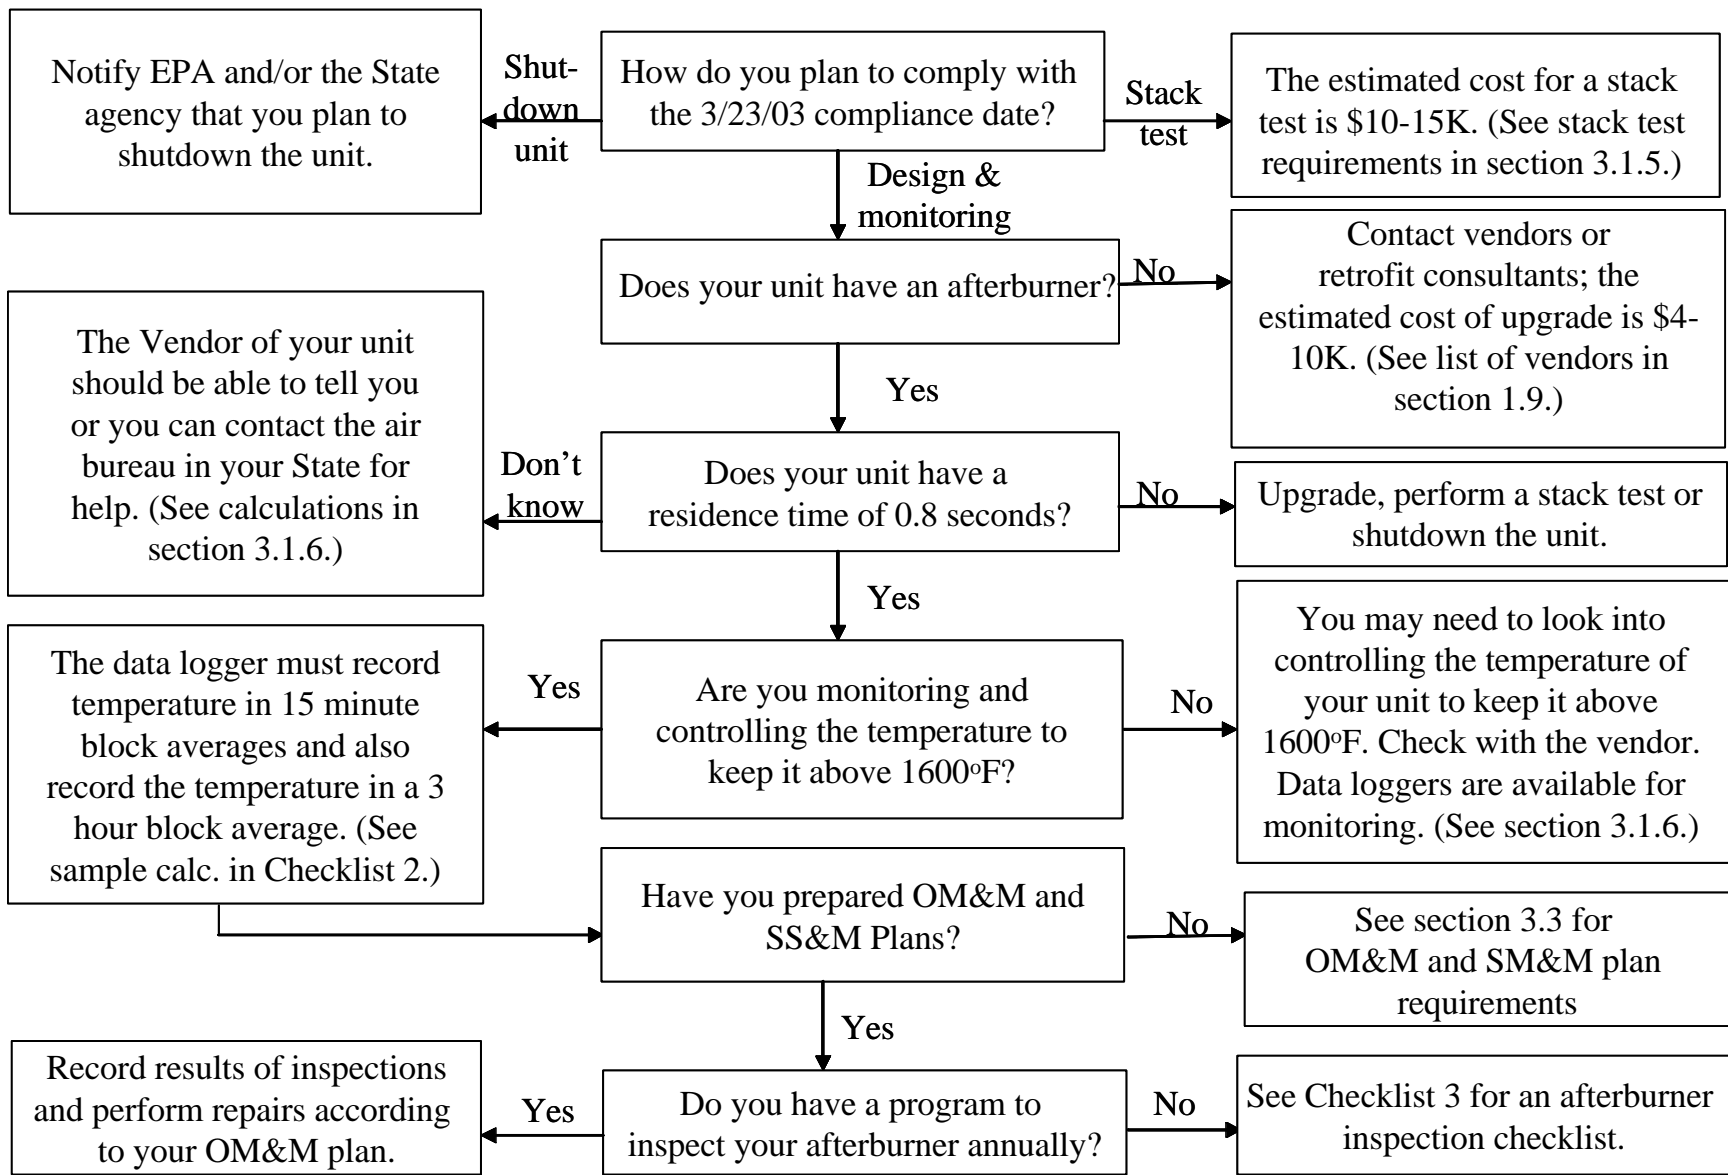 Notify EPA and/or the State
agency that you plan to
shutdown the unit.
Shut-
down
unit
How do you plan to comply with
the 3/23/03 compliance date?
Stack
test
The estimated cost for a stack
test is $10-15K. (See stack test
requirements in section 3.1.5.)
Design &
monitoring
Does your unit have an afterburner?
No
Contact vendors or
retrofit consultants; the
estimated cost of upgrade is $4-
10K. (See list of vendors in
section 1.9.)
Yes
The Vendor of your unit
should be able to tell you
or you can contact the air
bureau in your State for
help. (See calculations in
section 3.1.6.)
Don't
know
Does your unit have a
residence time of 0.8 seconds?
No
Upgrade, perform a stack test or
shutdown the unit.
Yes
The data logger must record
temperature in 15 minute
block averages and also
record the temperature in a 3
hour block average. (See
sample calc. in Checklist 2.)
Yes
Are you monitoring and
controlling the temperature to
keep it above 1600°F?
No
You may need to look into
controlling the temperature of
your unit to keep it above
1600°F. Check with the vendor.
Data loggers are available for
monitoring. (See section 3.1.6.)
Have you prepared OM&M and
SS&M Plans?
No
See section 3.3 for
OM&M and SM&M plan
requirements
Yes
Record results of inspections
and perform repairs according
to your OM&M plan.
Yes
Do you have a program to
inspect your afterburner annually?
No
See Checklist 3 for an afterburner
inspection checklist.